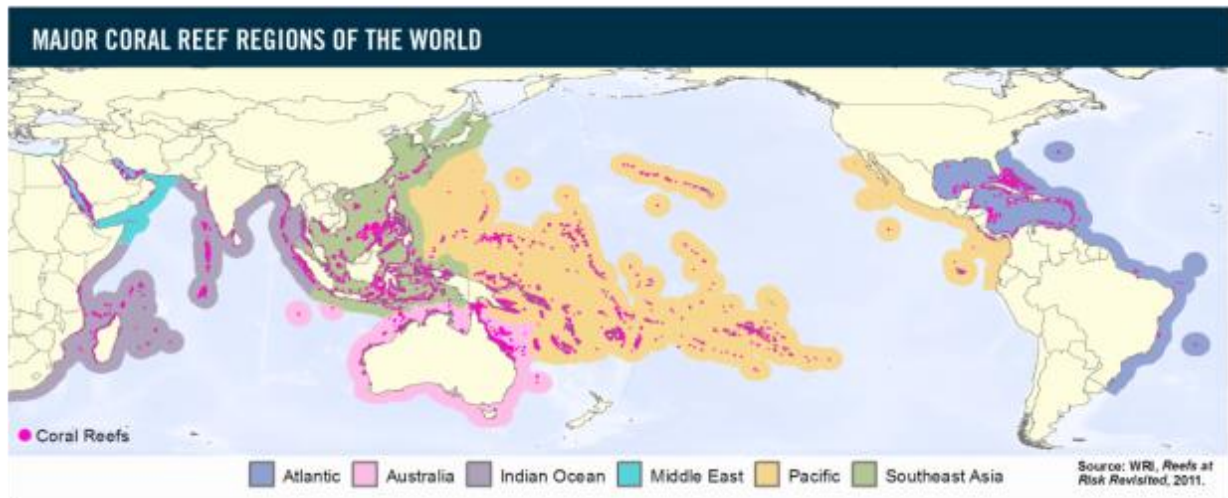 MAJOR CORAL REEF REGIONS OF THE WORLD
Coral Reefs
Atlantic Australia Indian Ocean Middle East Pacific Southeast Asia
Source: WRI, Reefs at
Risk Revisited, 2011.